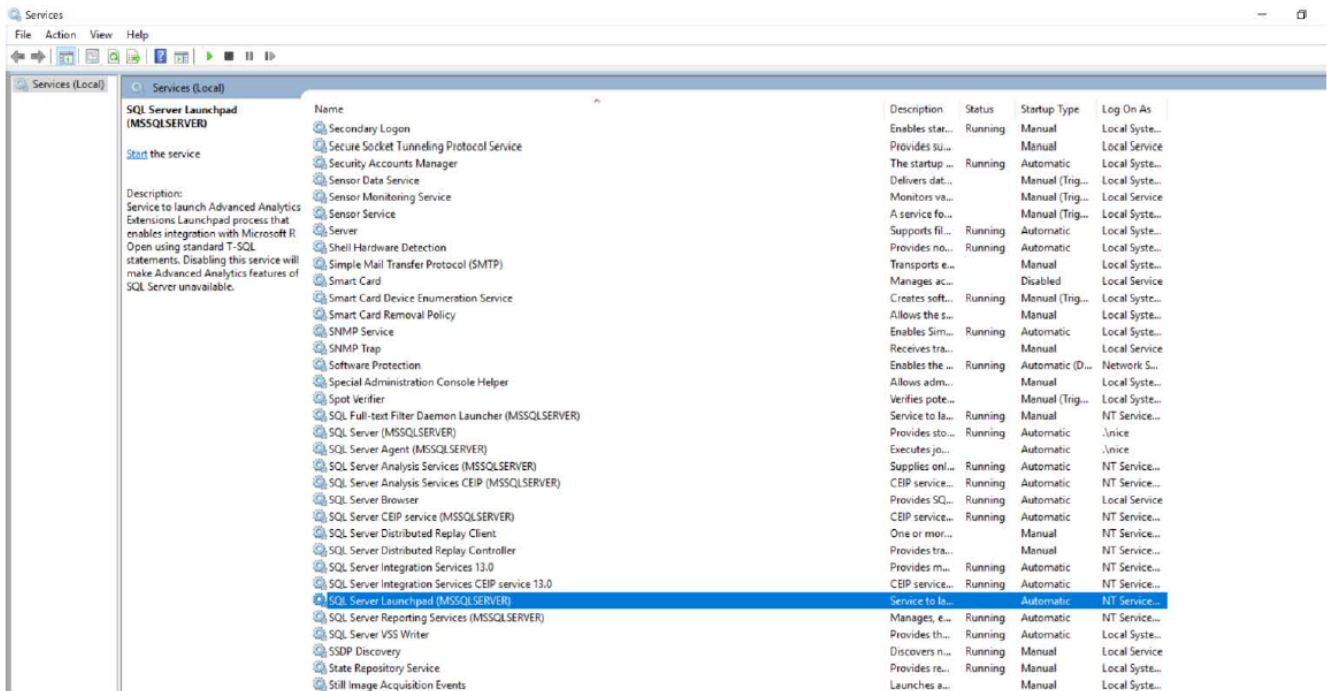 Services
File Action View Help
Services (Local)
Services (Local)
SQL Server Launchpad
(MSSQLSERVER)
Start the service
Description:
Service to launch Advanced Analytics
Extensions Launchpad process that
enables integration with Microsoft R
Open using standard T-SQL
statements. Disabling this service will
make Advanced Analytics features of
SQL Server unavailable.
Name Description Status Startup Type Log On As
Secondary Logon Enables star... Running Manual Local Syste...
Secure Socket Tunneling Protocol Service Provides su... Manual Local Service
Security Accounts Manager The startup ... Running Automatic Local Syste...
Sensor Data Service Delivers dat... Manual (Trig... Local Syste...
Sensor Monitoring Service Monitors va... Manual (Trig... Local Service
Sensor Service A service fo... Manual (Trig... Local Syste...
Server Supports fil... Running Automatic Local Syste...
Shell Hardware Detection Provides no... Running Automatic Local Syste...
Simple Mail Transfer Protocol (SMTP) Transports e... Manual Local Syste...
Smart Card Manages ac... Disabled Local Service
Smart Card Device Enumeration Service Creates soft... Running Manual (Trig... Local Syste...
Smart Card Removal Policy Allows the s... Manual Local Syste...
SNMP Service Enables Sim... Running Automatic Local Syste...
SNMP Trap Receives tra... Manual Local Service
Software Protection Enables the ... Running Automatic (D... Network S...
Special Administration Console Helper Allows adm... Manual Local Syste...
Spot Verifier Verifies pote... Manual (Trig... Local Syste...
SQL Full-text Filter Daemon Launcher (MSSQLSERVER) Service to la... Running Manual NT Service...
SQL Server (MSSQLSERVER) Provides sto... Running Automatic .\nice
SQL Server Agent (MSSQLSERVER) Executes jo... Automatic .\nice
SQL Server Analysis Services (MSSQLSERVER) Supplies onl... Running Automatic NT Service...
SQL Server Analysis Services CEIP (MSSQLSERVER) CEIP service... Running Automatic NT Service...
SQL Server Browser Provides SQ... Running Automatic Local Service
SQL Server CEIP service (MSSQLSERVER) CEIP service... Running Automatic NT Service...
SQL Server Distributed Replay Client One or mor... Manual NT Service...
SQL Server Distributed Replay Controller Provides tra... Manual NT Service...
SQL Server Integration Services 13.0 Provides m... Running Automatic NT Service...
SQL Server Integration Services CEIP service 13.0 CEIP service... Running Automatic NT Service...
SQL Server Launchpad (MSSQLSERVER) Service to la... Automatic NT Service...
SQL Server Reporting Services (MSSQLSERVER) Manages, e... Running Automatic NT Service...
SQL Server VSS Writer Provides th... Running Automatic Local Syste...
SSDP Discovery Discovers n... Running Manual Local Service
State Repository Service Provides re... Running Manual Local Syste...
Still Image Acquisition Events Launches a... Manual Local Syste...